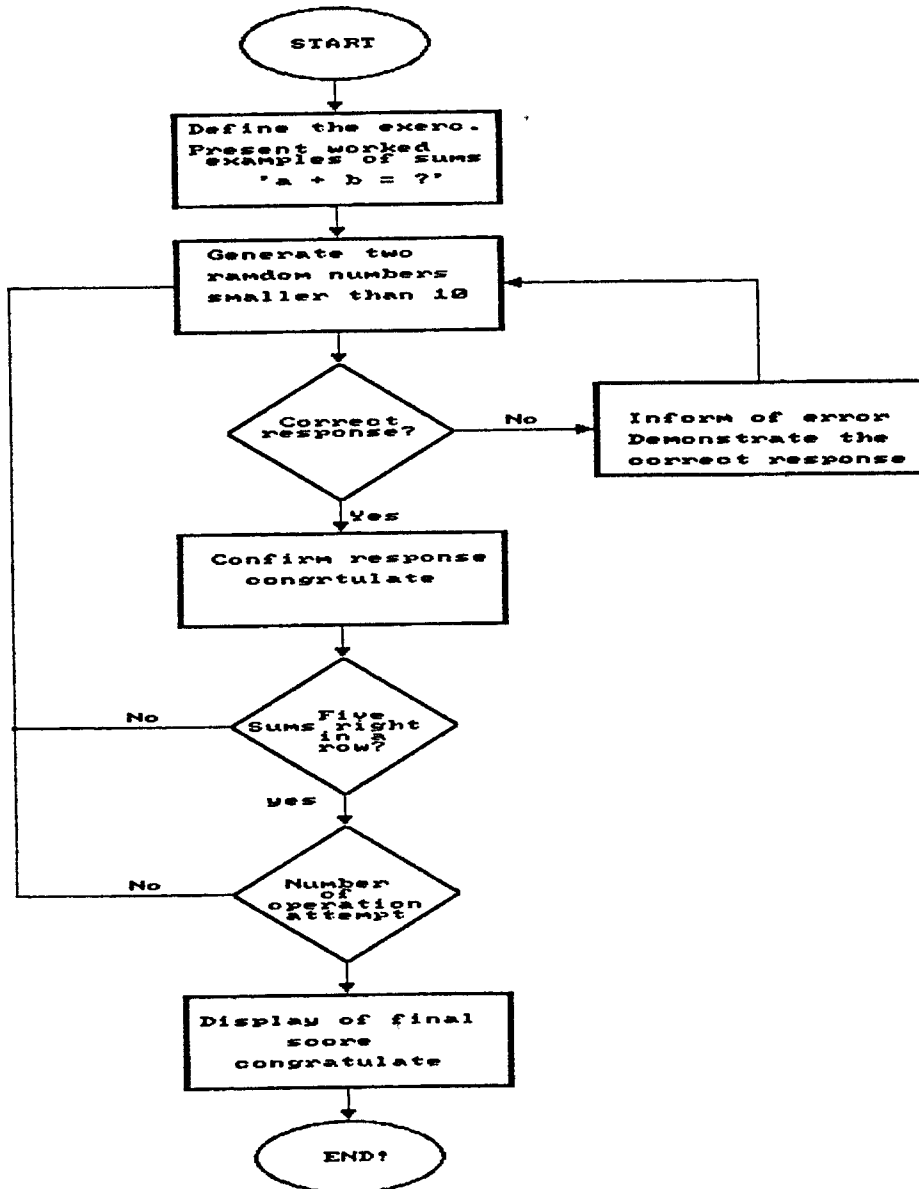 START
Define the exero.
Present worked
examples of sums
'a + b = ?'
Generate two
ramdom numbers
smaller than 10
Correct
response?
No
Inform of error
Demonstrate the
correct response
Yes
Confirm response
congrtulate
No
Five
Sums right
in a
row?
yes
No
Number
of
operation
attempt
Display of final
score
congratulate
END?